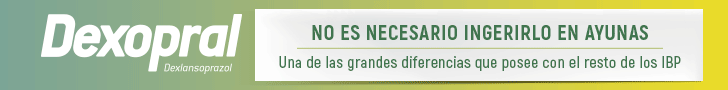 Dexopral
Dexlansoprazol
NO ES NECESARIO INGERIRLO EN AYUNAS
Una de las grandes diferencias que posee con el resto de los IBP